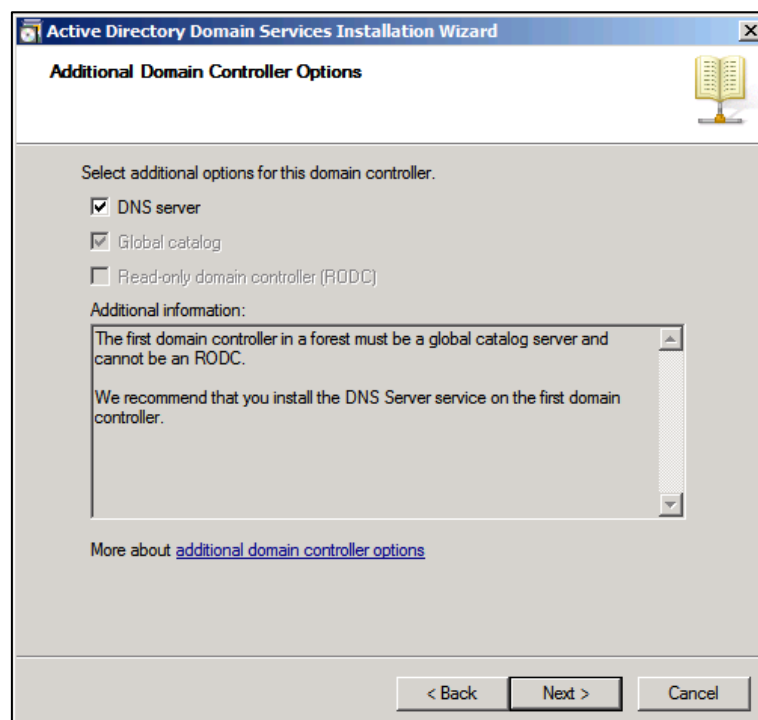 Active Directory Domain Services Installation Wizard
Additional Domain Controller Options
Select additional options for this domain controller.
DNS server
Global catalog
Read-only domain controller (RODC)
Additional information:
The first domain controller in a forest must be a global catalog server and
cannot be an RODC.
We recommend that you install the DNS Server service on the first domain
controller.
More about additional domain controller options
< Back
Next >
Cancel